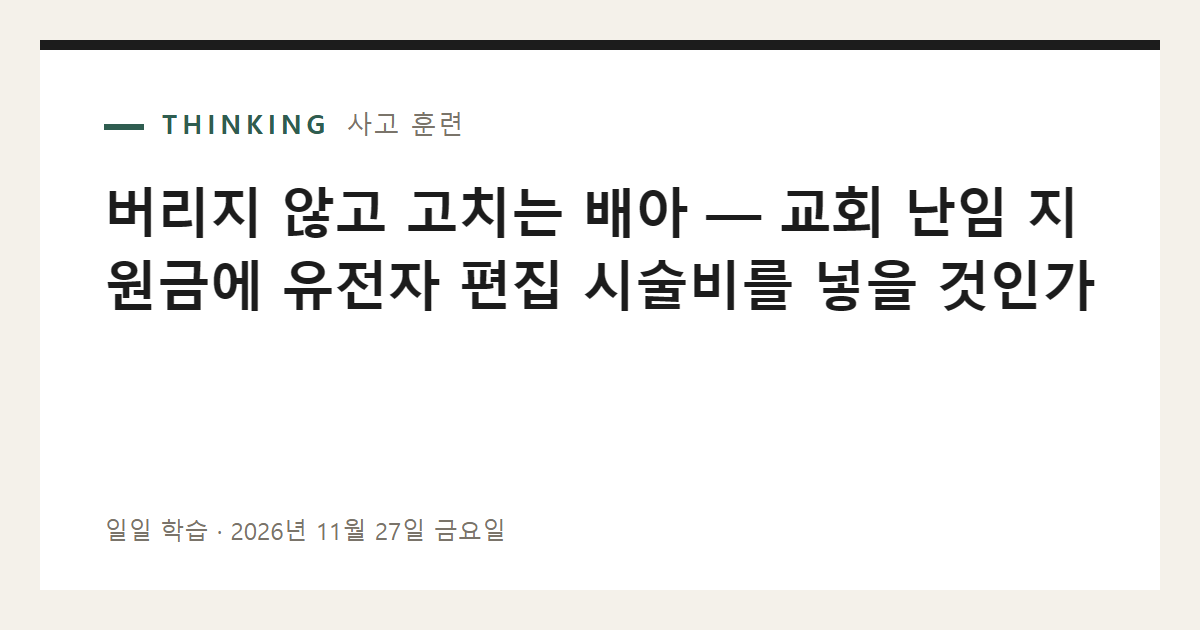 THINKING 사고 훈련
버리지 않고 고치는 배아 — 교회 난임 지
원금에 유전자 편집 시술비를 넣을 것인가
일일 학습 · 2026년 11월 27일 금요일